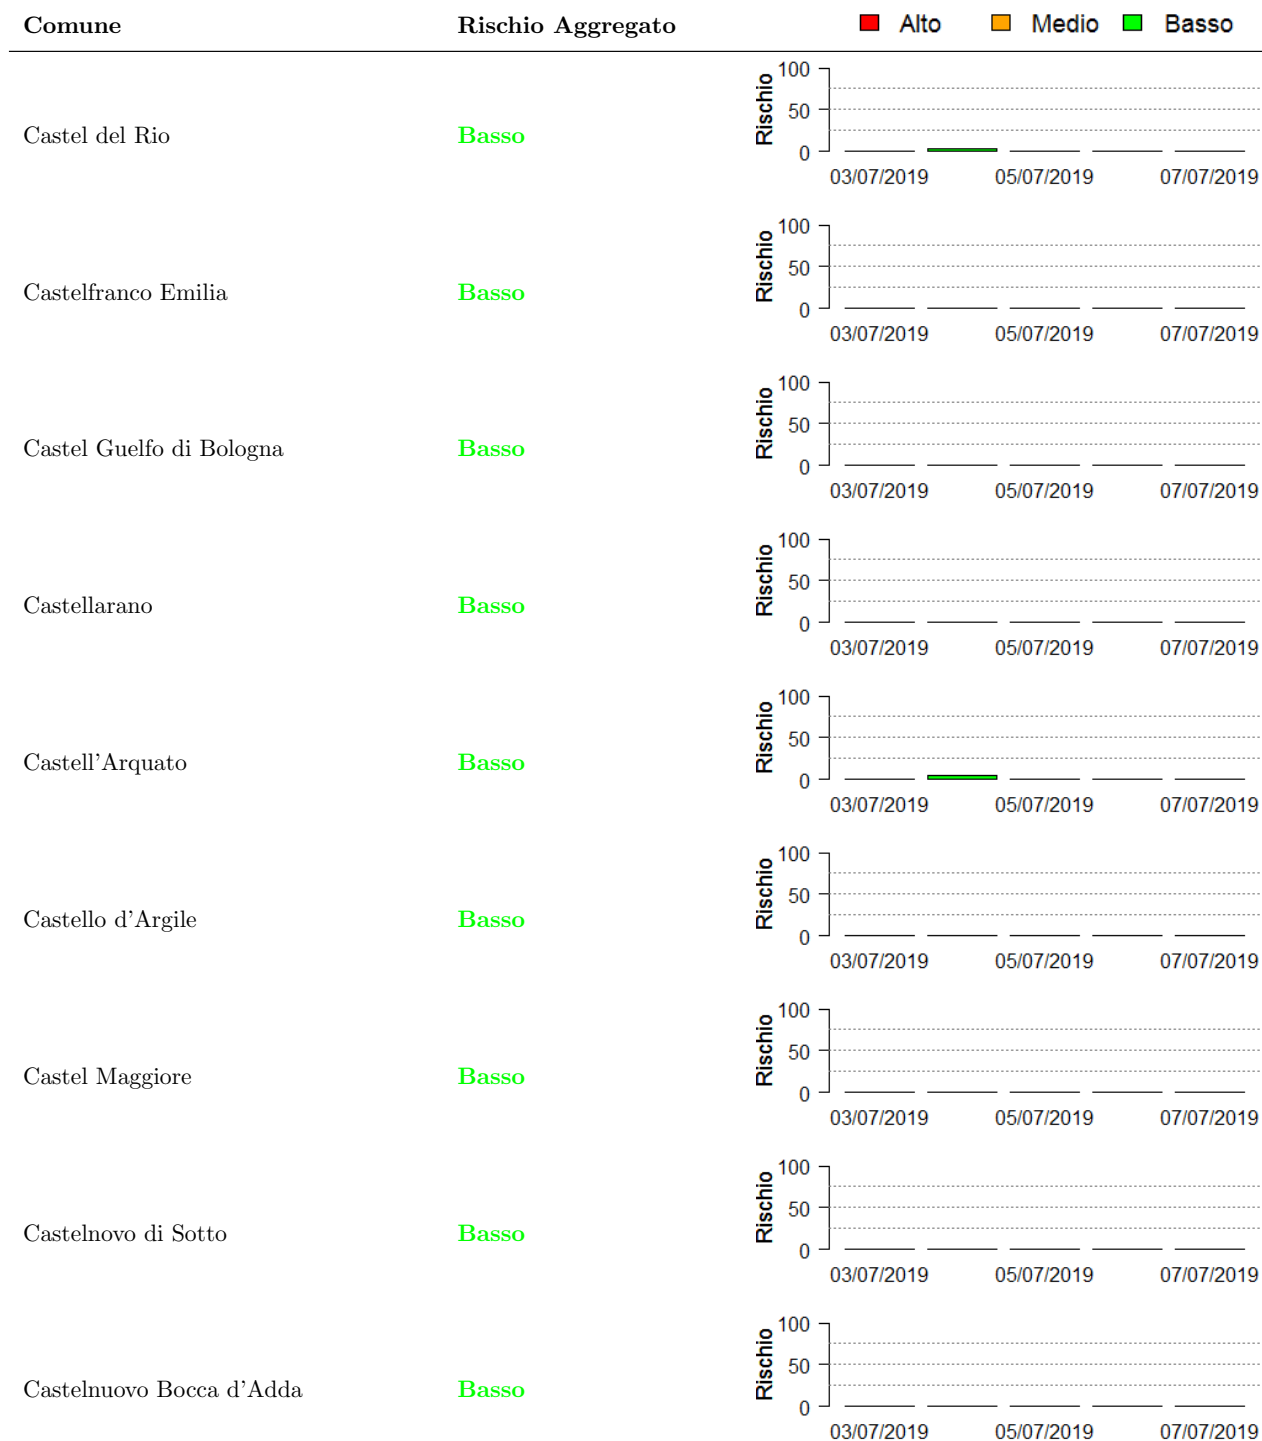 Comune Rischio Aggregato Alto Medio Basso
100
50
0
Rischio
Castel del Rio Basso
03/07/2019 05/07/2019 07/07/2019
100
50
0
Rischio
Castelfranco Emilia Basso
03/07/2019 05/07/2019 07/07/2019
100
50
0
Rischio
Castel Guelfo di Bologna Basso
03/07/2019 05/07/2019 07/07/2019
100
50
0
Rischio
Castellarano Basso
03/07/2019 05/07/2019 07/07/2019
100
50
0
Rischio
Castell'Arquato Basso
03/07/2019 05/07/2019 07/07/2019
100
50
0
Rischio
Castello d'Argile Basso
03/07/2019 05/07/2019 07/07/2019
100
50
0
Rischio
Castel Maggiore Basso
03/07/2019 05/07/2019 07/07/2019
100
50
0
Rischio
Castelnovo di Sotto Basso
03/07/2019 05/07/2019 07/07/2019
100
50
0
Rischio
Castelnuovo Bocca d'Adda Basso
03/07/2019 05/07/2019 07/07/2019